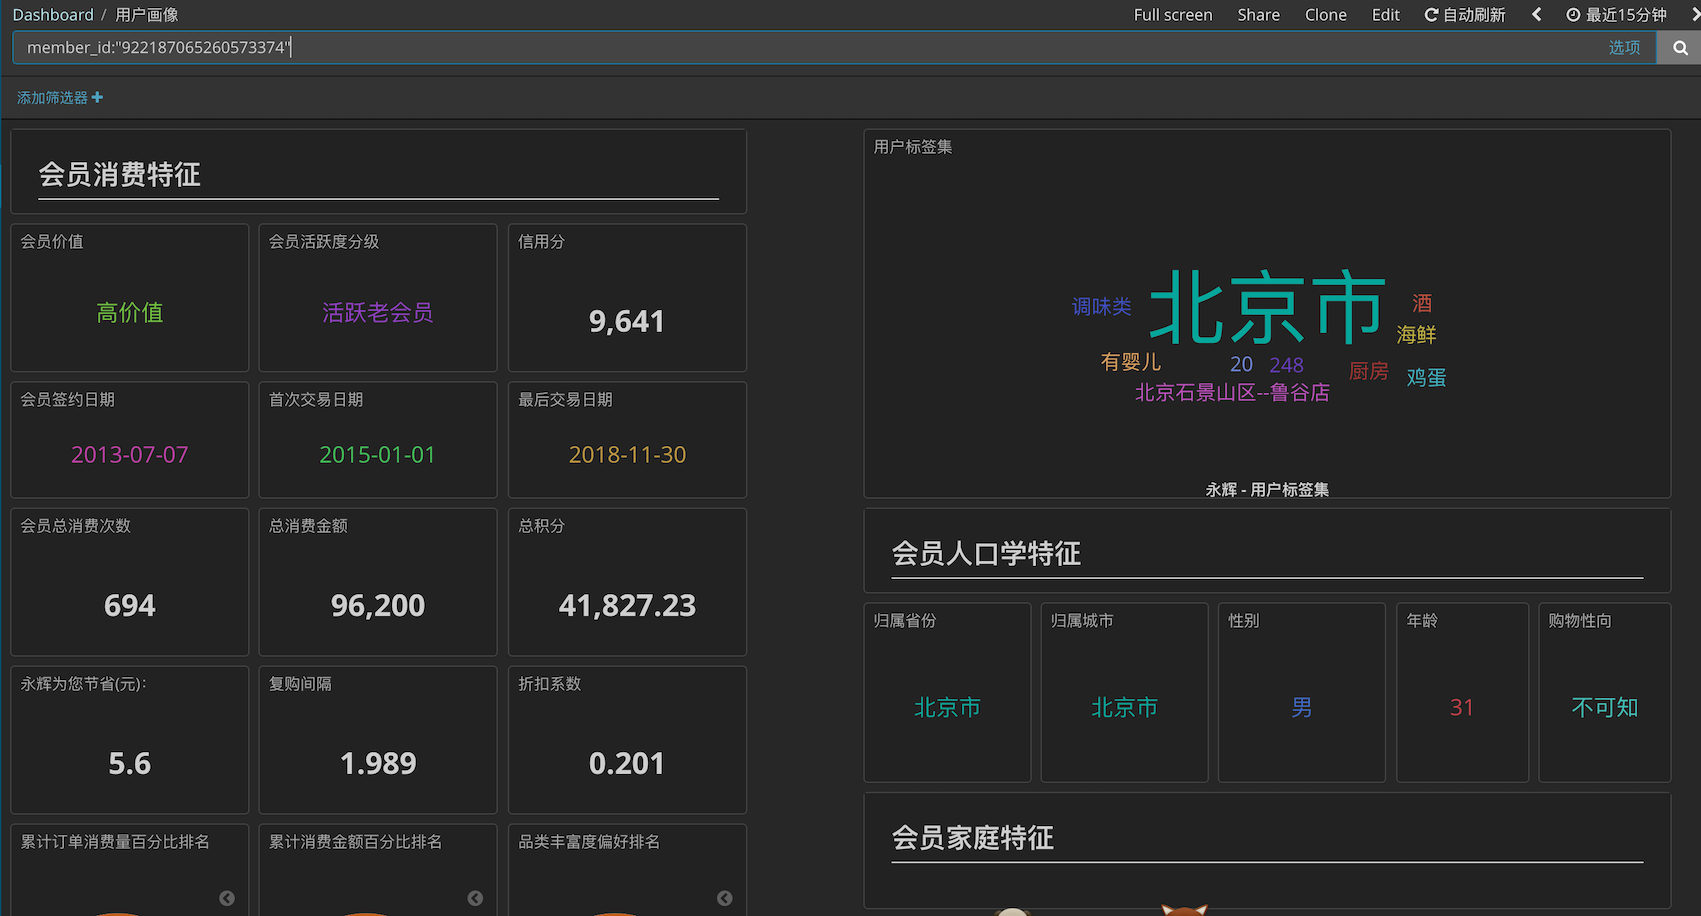 Dashboard / 用户画像
Full screen Share Clone Edit 自动刷新 最近15分钟
member_id:"922187065260573374"
选项
添加筛选器
会员消费特征
会员价值
高价值
会员活跃度分级
活跃老会员
信用分
9,641
会员签约日期
2013-07-07
首次交易日期
2015-01-01
最后交易日期
2018-11-30
会员总消费次数
694
总消费金额
96,200
总积分
41,827.23
永辉为您节省(元):
5.6
复购间隔
1.989
折扣系数
0.201
累计订单消费量百分比排名
累计消费金额百分比排名
品类丰富度偏好排名
用户标签集
调味类
北京市
酒
海鲜
有婴儿
20
248
厨房
鸡蛋
北京石景山区--鲁谷店
永辉 - 用户标签集
会员人口学特征
归属省份
北京市
归属城市
北京市
性别
男
年龄
31
购物性向
不可知
会员家庭特征